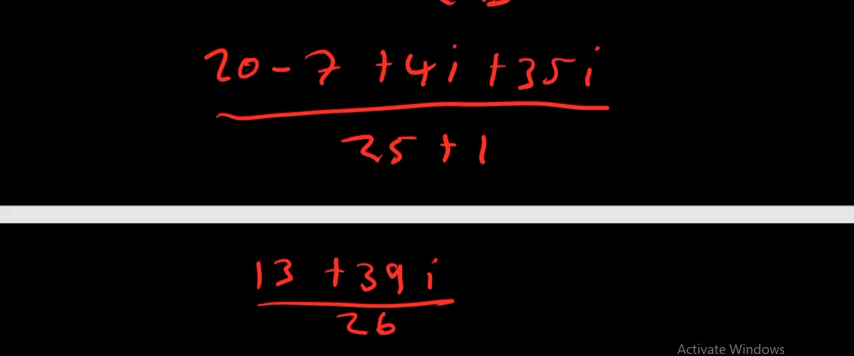 20 - 7 + 4i + 35i
25 + 1
13 + 39i
26
Activate Windows